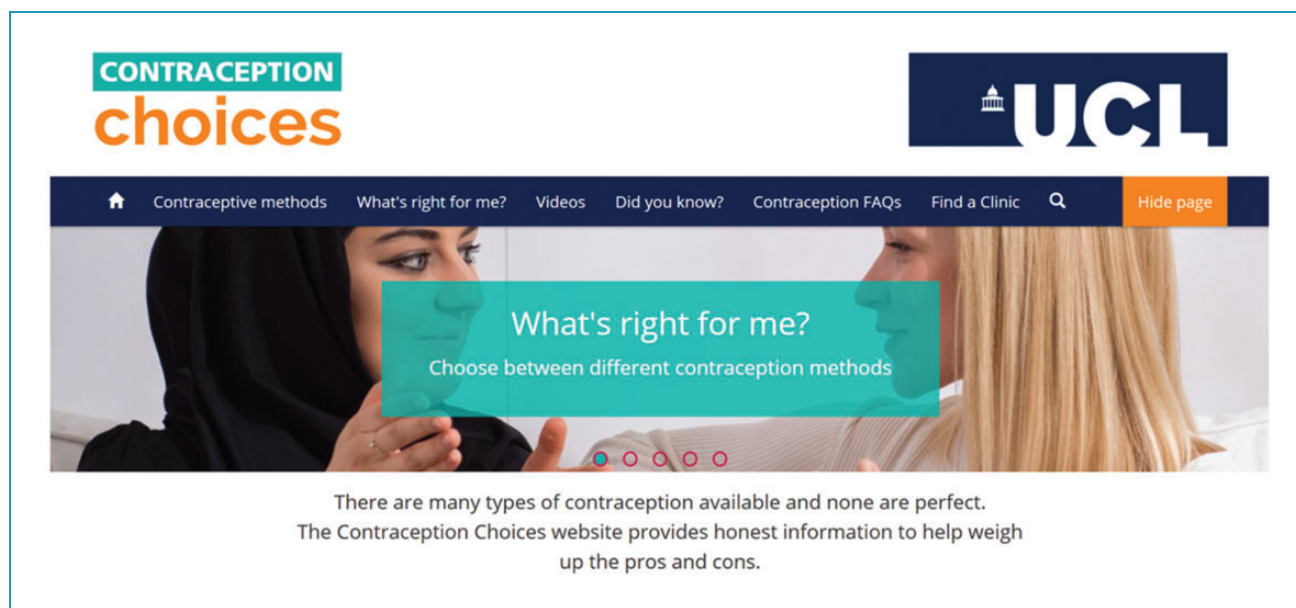 CONTRACEPTION
choices
UCL
Contraceptive methods What's right for me? Videos Did you know? Contraception FAQs Find a Clinic Hide page
What's right for me?
Choose between different contraception methods
There are many types of contraception available and none are perfect.
The Contraception Choices website provides honest information to help weigh
up the pros and cons.